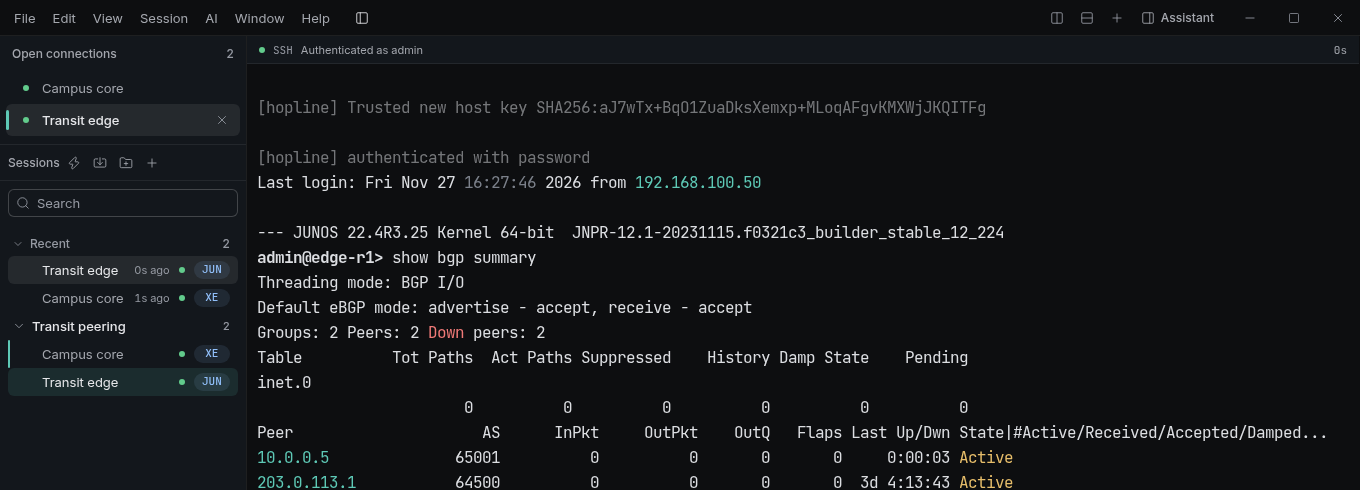 File Edit View Session AI Window Help
Assistant
Open connections 2
Campus core
Transit edge
Sessions
Search
Recent 2
Transit edge 0s ago JUN
Campus core 1s ago XE
Transit peering 2
Campus core XE
Transit edge JUN
SSH Authenticated as admin 0s
[hopline] Trusted new host key SHA256:aJ7wTx+BqO1ZuaDksXemxp+MLoqAFgvKMXWjJKQITFg
[hopline] authenticated with password
Last login: Fri Nov 27 16:27:46 2026 from 192.168.100.50
--- JUNOS 22.4R3.25 Kernel 64-bit  JNPR-12.1-20231115.f0321c3_builder_stable_12_224
admin@edge-r1> show bgp summary
Threading mode: BGP I/O
Default eBGP mode: advertise - accept, receive - accept
Groups: 2 Peers: 2 Down peers: 2
Table          Tot Paths  Act Paths Suppressed    History Damp State    Pending
inet.0
                       0          0          0          0          0          0
Peer                     AS      InPkt     OutPkt    OutQ   Flaps Last Up/Dwn State|#Active/Received/Accepted/Damped...
10.0.0.5              65001          0          0       0       0     0:00:03 Active
203.0.113.1           64500          0          0       0       0  3d 4:13:43 Active